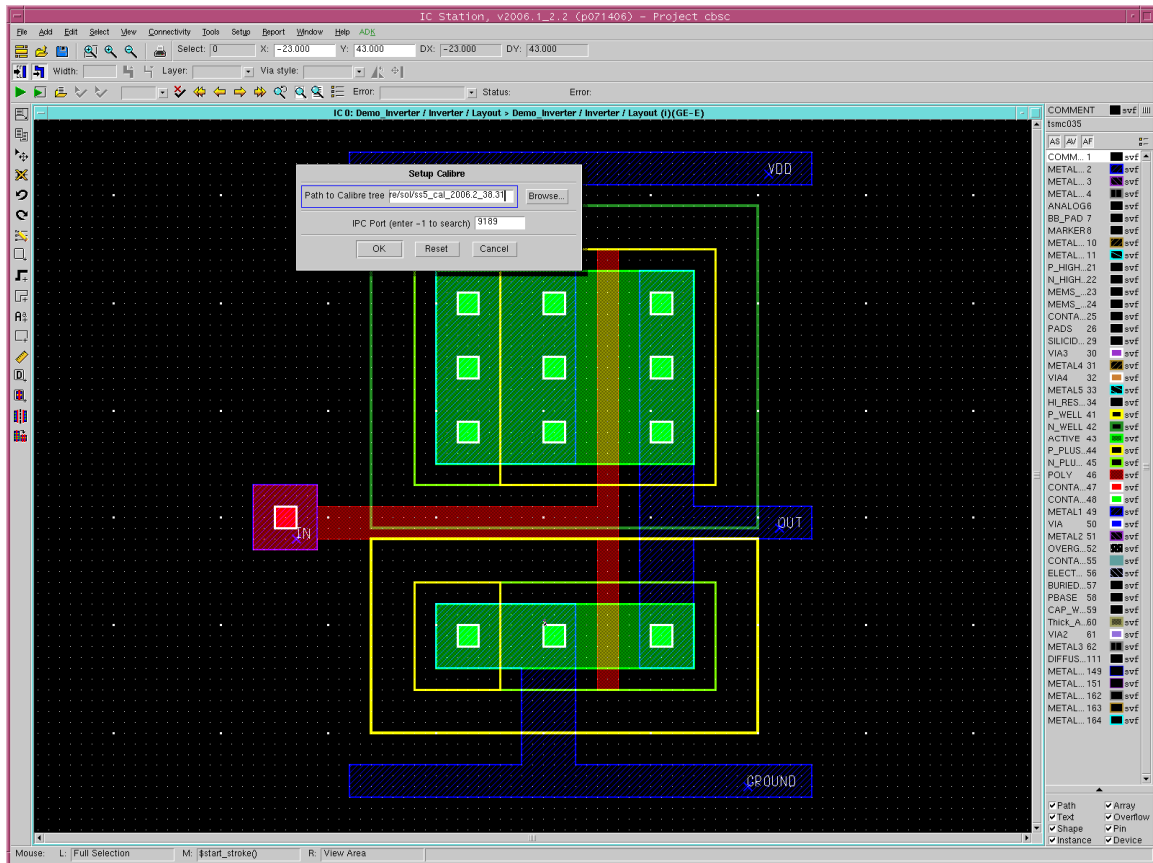 IC Station, v2006.1_2.2 (p071406) - Project cbsc
File Add Edit Select View Connectivity Tools Setup Report Window Help ADK
Select: 0 X: -23.000 Y: 43.000 DX: -23.000 DY: 43.000
Width: Layer: Via style:
Error: Status: Error:
IC 0: Demo_Inverter / Inverter / Layout > Demo_Inverter / Inverter / Layout (i)(GE-E)
VDD
Setup Calibre
Path to Calibre tree re/sol/ss5_cal_2006.2_38.31 Browse...
IPC Port (enter -1 to search) 9189
OK Reset Cancel
IN
OUT
GROUND
COMMENT svf
tsmc035
AS AV AF
COMM... 1 svf
METAL... 2 svf
METAL... 3 svf
METAL... 4 svf
ANALOG6 svf
BB_PAD 7 svf
MARKER8 svf
METAL... 10 svf
METAL... 11 svf
P_HIGH...21 svf
N_HIGH...22 svf
MEMS_...23 svf
MEMS_...24 svf
CONTA...25 svf
PADS 26 svf
SILICID...29 svf
VIA3 30 svf
METAL4 31 svf
VIA4 32 svf
METAL5 33 svf
HI_RES...34 svf
P_WELL 41 svf
N_WELL 42 svf
ACTIVE 43 svf
P_PLUS...44 svf
N_PLU... 45 svf
POLY 46 svf
CONTA...47 svf
CONTA...48 svf
METAL1 49 svf
VIA 50 svf
METAL2 51 svf
OVERG...52 svf
CONTA...55 svf
ELECT... 56 svf
BURIED...57 svf
PBASE 58 svf
CAP_W...59 svf
Thick_A...60 svf
VIA2 61 svf
METAL3 62 svf
DIFFUS...111 svf
METAL... 149 svf
METAL... 151 svf
METAL... 162 svf
METAL... 163 svf
METAL... 164 svf
Path Array
Text Overflow
Shape Pin
Instance Device
Mouse: L: Full Selection M: $start_stroke() R: View Area